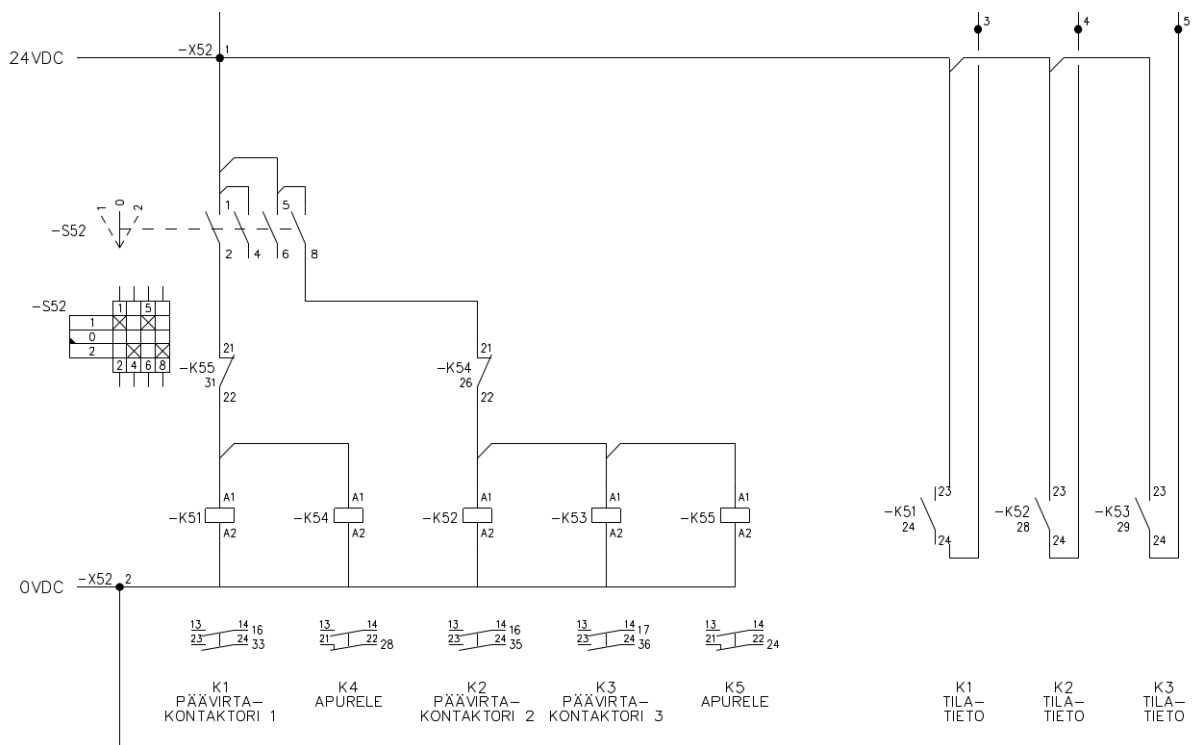 3 4 5
24VDC -X52 1
1 5
1 0 2
-S52
2 4 6 8
-S52
1 5
1
0
2
2 4 6 8
21 21
-K55 -K54
31 26
22 22
A1 A1 A1 A1 A1
-K51 -K54 -K52 -K53 -K55
A2 A2 A2 A2 A2
23 23 23
-K51 -K52 -K53
24 28 29
24 24 24
0VDC -X52 2
13 14 16 13 14 13 14 16 13 14 17 13 14
23 24 33 21 22 28 23 24 35 23 24 36 21 22 24
K1
PÄÄVIRTA-
KONTAKTORI 1
K4
APURELE
K2
PÄÄVIRTA-
KONTAKTORI 2
K3
PÄÄVIRTA-
KONTAKTORI 3
K5
APURELE
K1
TILA-
TIETO
K2
TILA-
TIETO
K3
TILA-
TIETO